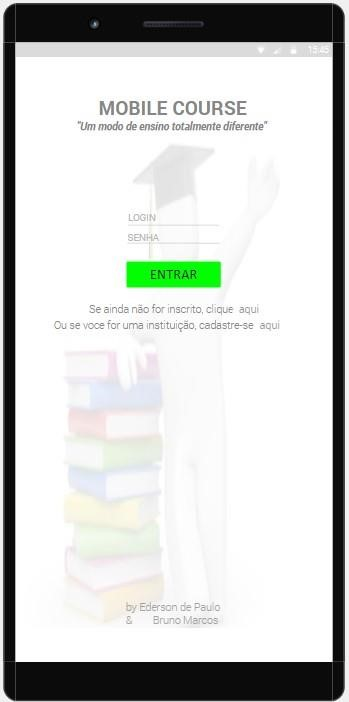 15:45
MOBILE COURSE
"Um modo de ensino totalmente diferente"
LOGIN
SENHA
ENTRAR
Se ainda não for inscrito, clique aqui
Ou se voce for uma instituição, cadastre-se aqui
by Ederson de Paulo
& Bruno Marcos